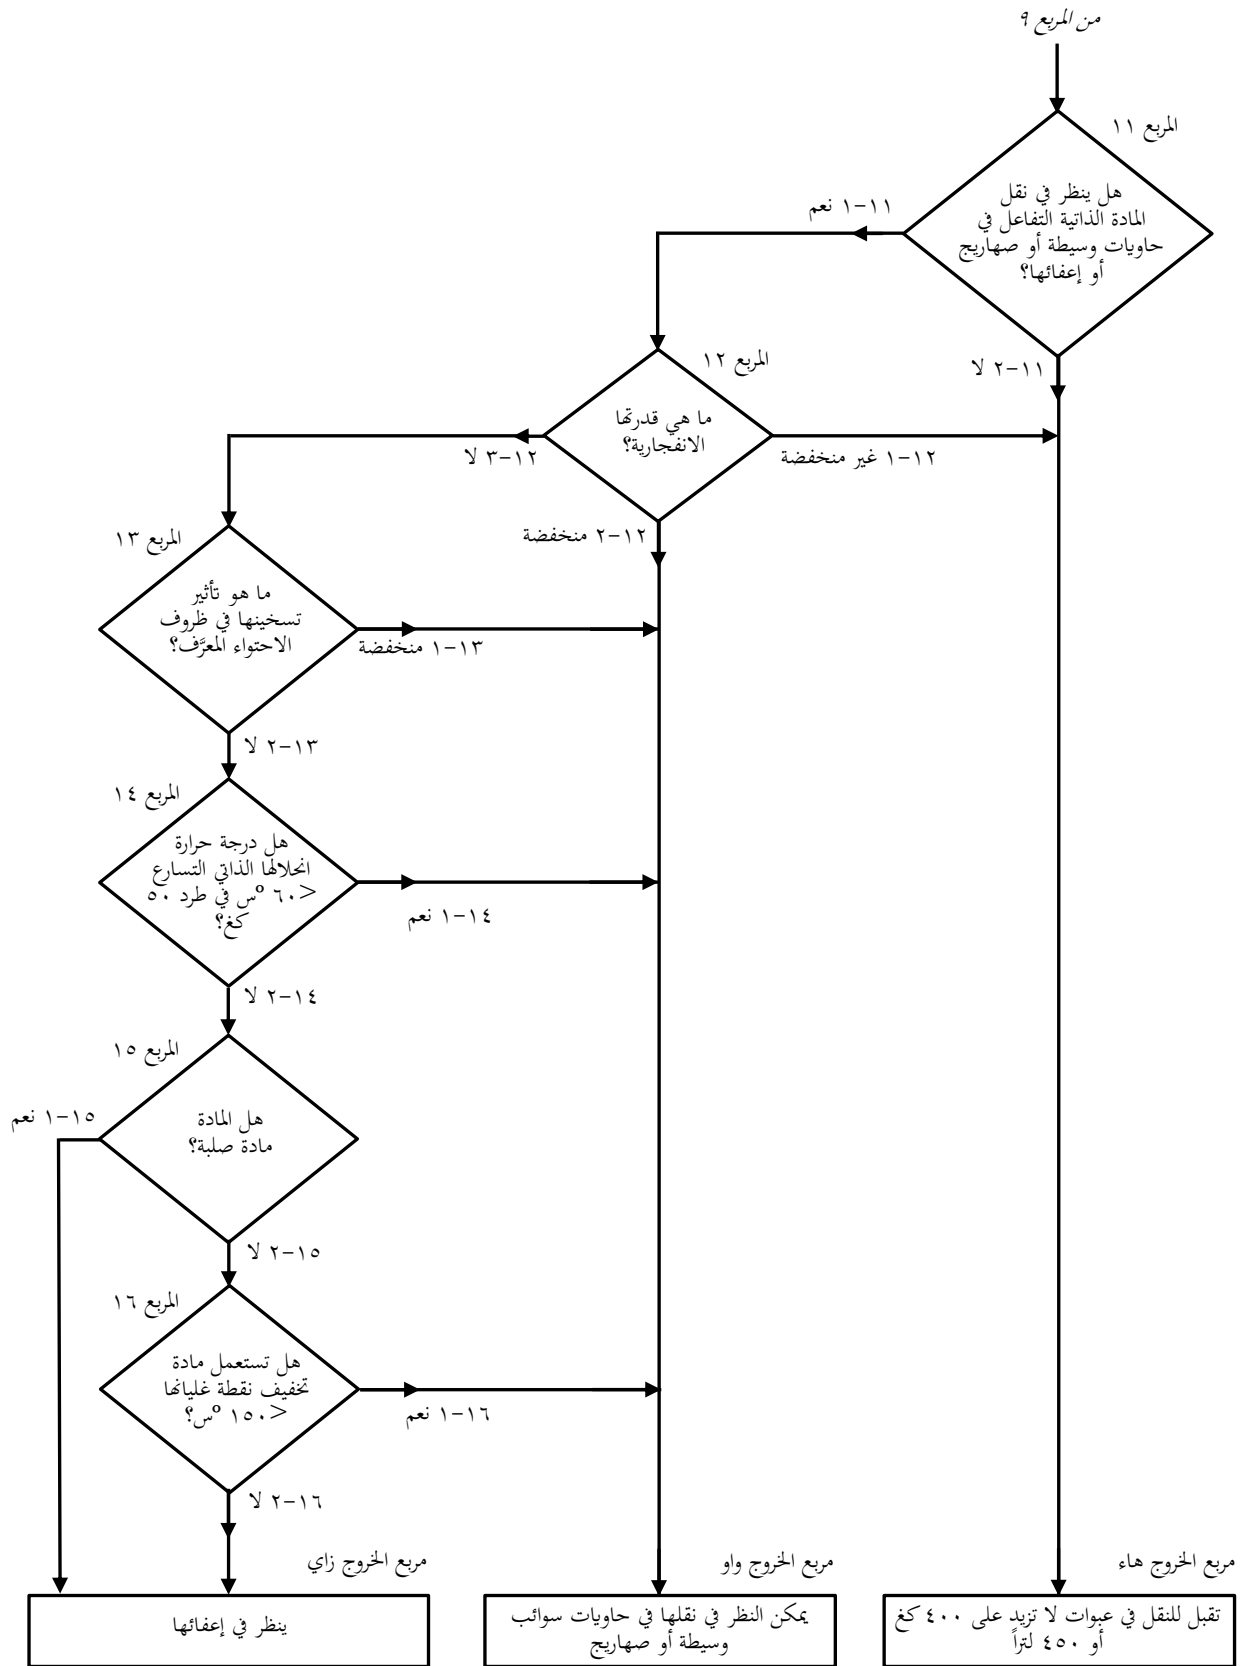 من المربع ٩
المربع ١١
هل ينظر في نقل
المادة الذاتية التفاعل في
حاويات وسيطة أو صهاريج
أو إعفائها؟
١١-١ نعم
١١-٢ لا
المربع ١٢
ما هي قدرتها
الانفجارية؟
١٢-١ غير منخفضة
١٢-٣ لا
١٢-٢ منخفضة
المربع ١٣
ما هو تأثير
تسخينها في ظروف
الاحتواء المعرَّف؟
١٣-١ منخفضة
١٣-٢ لا
المربع ١٤
هل درجة حرارة
انحلالها الذاتي التسارع
<٦٠ °س في طرد ٥٠
كغ؟
١٤-١ نعم
١٤-٢ لا
المربع ١٥
هل المادة
مادة صلبة؟
١٥-١ نعم
١٥-٢ لا
المربع ١٦
هل تستعمل مادة
تخفيف نقطة غليانها
<١٥٠ °س؟
١٦-١ نعم
١٦-٢ لا
مربع الخروج هاء
تقبل للنقل في عبوات لا تزيد على ٤٠٠ كغ
أو ٤٥٠ لتراً
مربع الخروج واو
يمكن النظر في نقلها في حاويات سوائب
وسيطة أو صهاريج
مربع الخروج زاي
ينظر في إعفائها